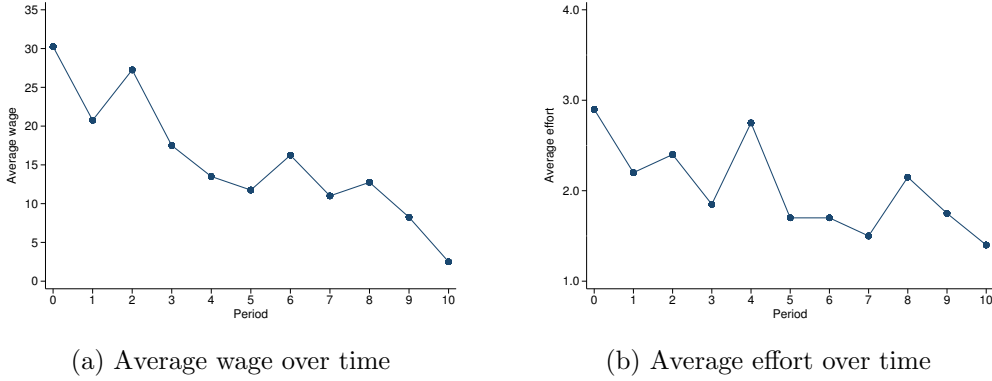 35
30
25
20
15
10
5
0
Average wage
0 1 2 3 4 5 6 7 8 9 10
Period
(a) Average wage over time
4.0
3.0
2.0
1.0
Average effort
0 1 2 3 4 5 6 7 8 9 10
Period
(b) Average effort over time